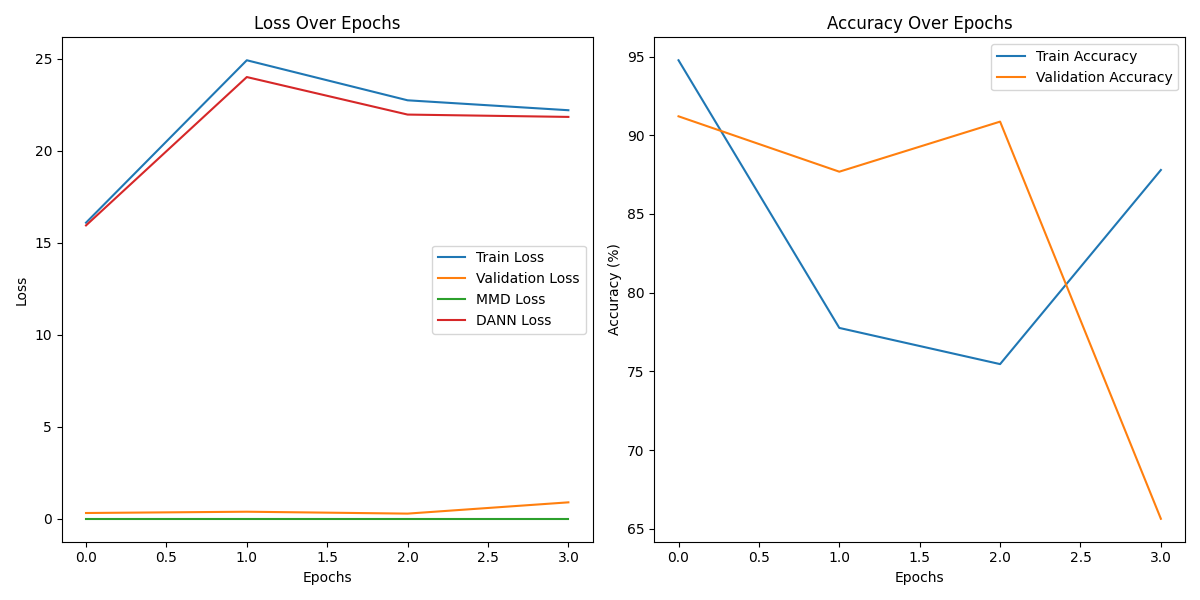 Loss Over Epochs
25
20
15
10
5
0
Loss
0.0 0.5 1.0 1.5 2.0 2.5 3.0
Epochs
Train Loss
Validation Loss
MMD Loss
DANN Loss
Accuracy Over Epochs
95
90
85
80
75
70
65
Accuracy (%)
0.0 0.5 1.0 1.5 2.0 2.5 3.0
Epochs
Train Accuracy
Validation Accuracy